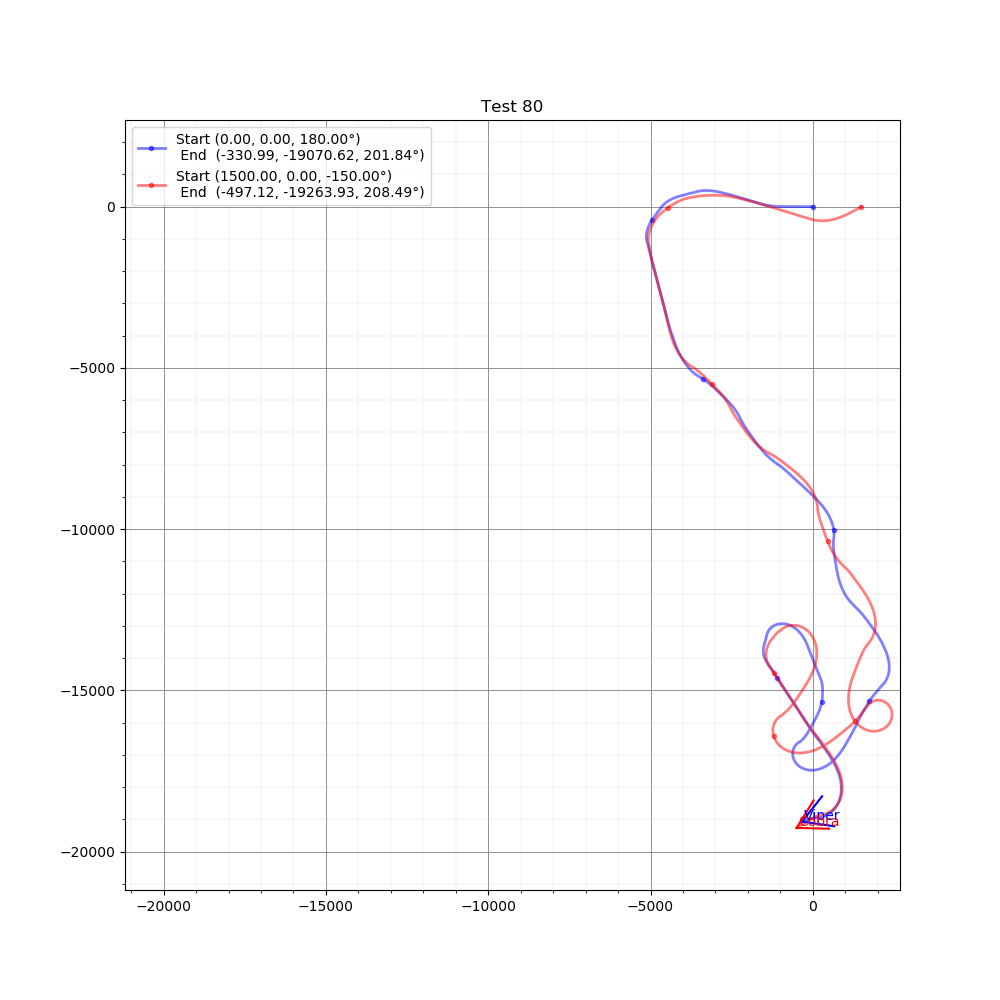 Test 80
Start (0.00, 0.00, 180.00°)
End (-330.99, -19070.62, 201.84°)
Start (1500.00, 0.00, -150.00°)
End (-497.12, -19263.93, 208.49°)
0
−5000
−10000
−15000
−20000
Viper
Cobra
−20000
−15000
−10000
−5000
0